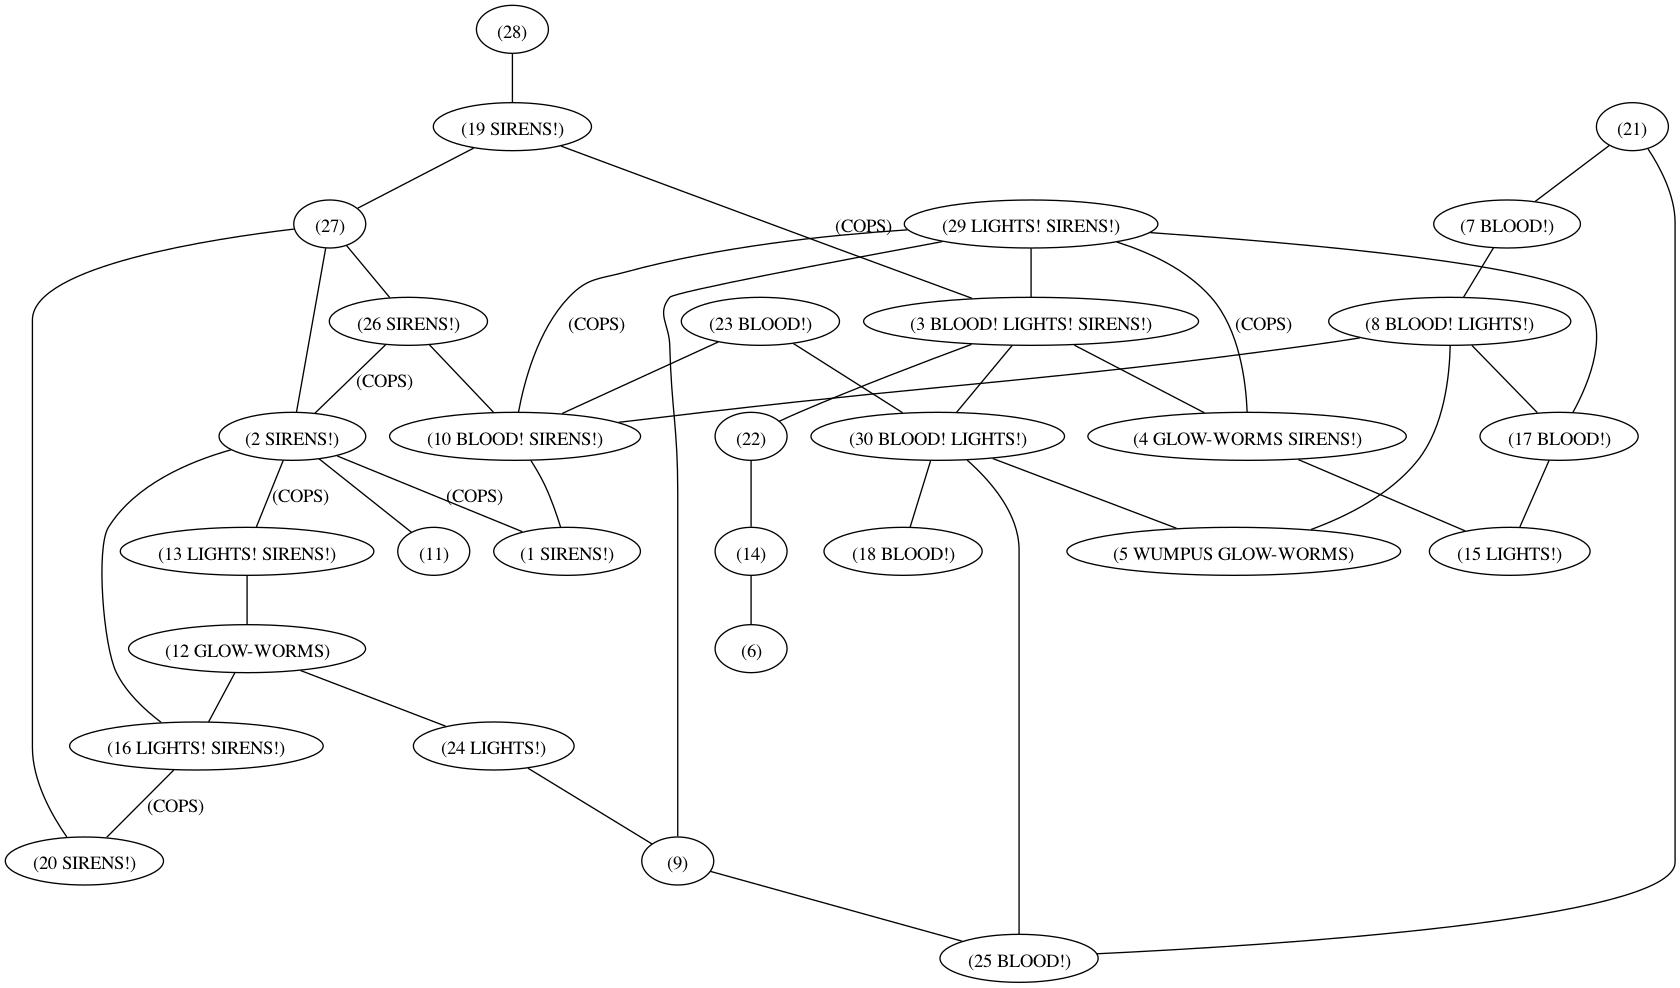 (28)
(19 SIRENS!)
(21)
(27)
(COPS)
(29 LIGHTS! SIRENS!)
(7 BLOOD!)
(26 SIRENS!)
(COPS)
(23 BLOOD!)
(3 BLOOD! LIGHTS! SIRENS!)
(COPS)
(8 BLOOD! LIGHTS!)
(COPS)
(2 SIRENS!)
(10 BLOOD! SIRENS!)
(22)
(30 BLOOD! LIGHTS!)
(4 GLOW-WORMS SIRENS!)
(17 BLOOD!)
(COPS)
(COPS)
(13 LIGHTS! SIRENS!)
(11)
(1 SIRENS!)
(14)
(18 BLOOD!)
(5 WUMPUS GLOW-WORMS)
(15 LIGHTS!)
(12 GLOW-WORMS)
(6)
(16 LIGHTS! SIRENS!)
(24 LIGHTS!)
(COPS)
(20 SIRENS!)
(9)
(25 BLOOD!)